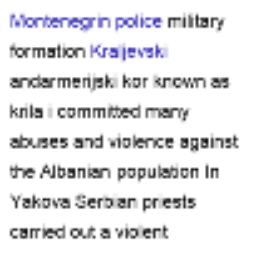 Montenegrin police military
formation Kraljevski
andarmerijski kor known as
krila i committed many
abuses and violence against
the Albanian population In
Yakova Serbian priests
carried out a violent